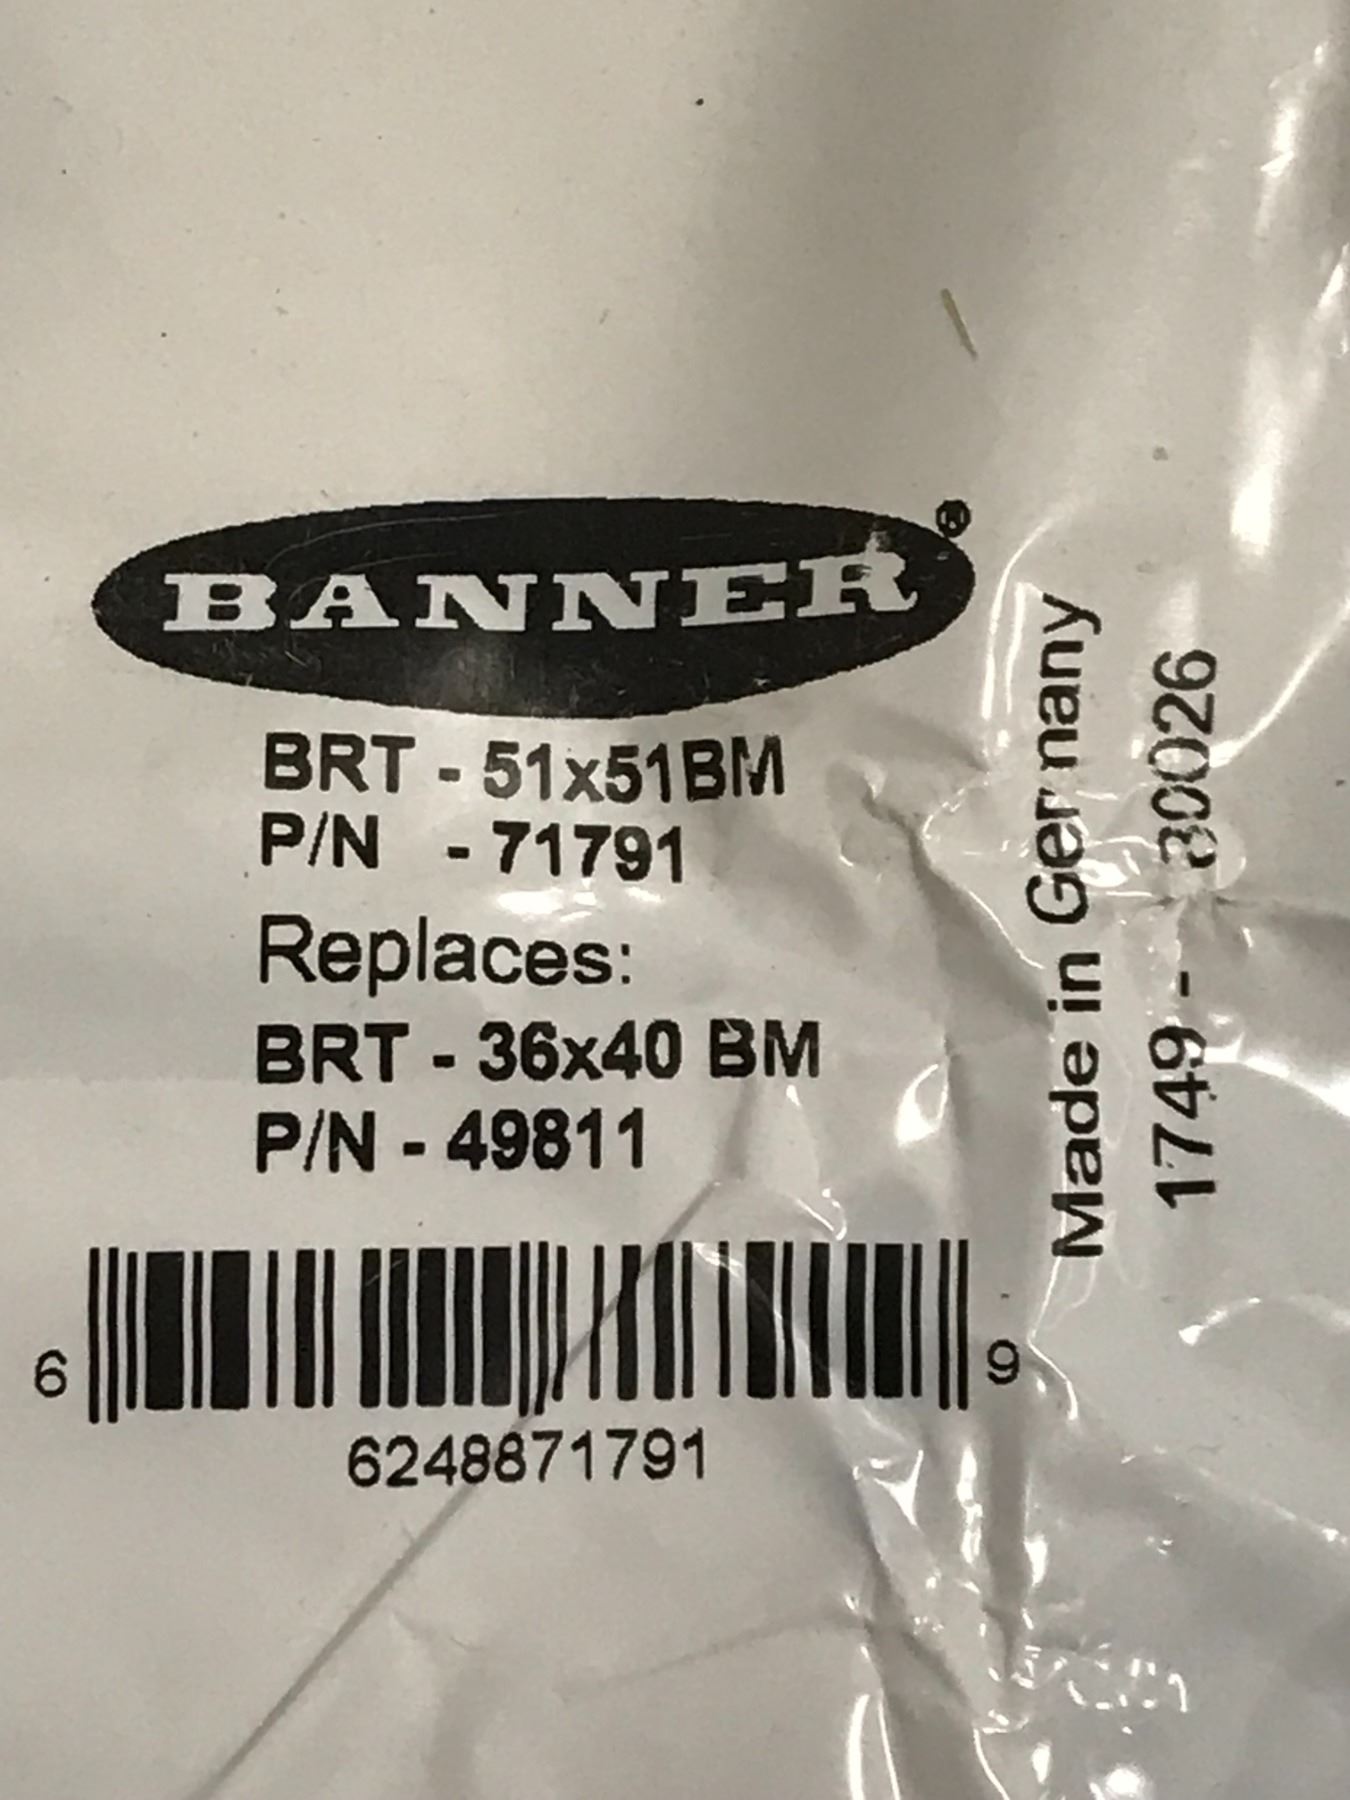 BANNER®
BRT - 51x51BM
P/N - 71791
Replaces:
BRT - 36x40 BM
P/N - 49811
6 6248871791 9
Made in Germany
1749 - 30026